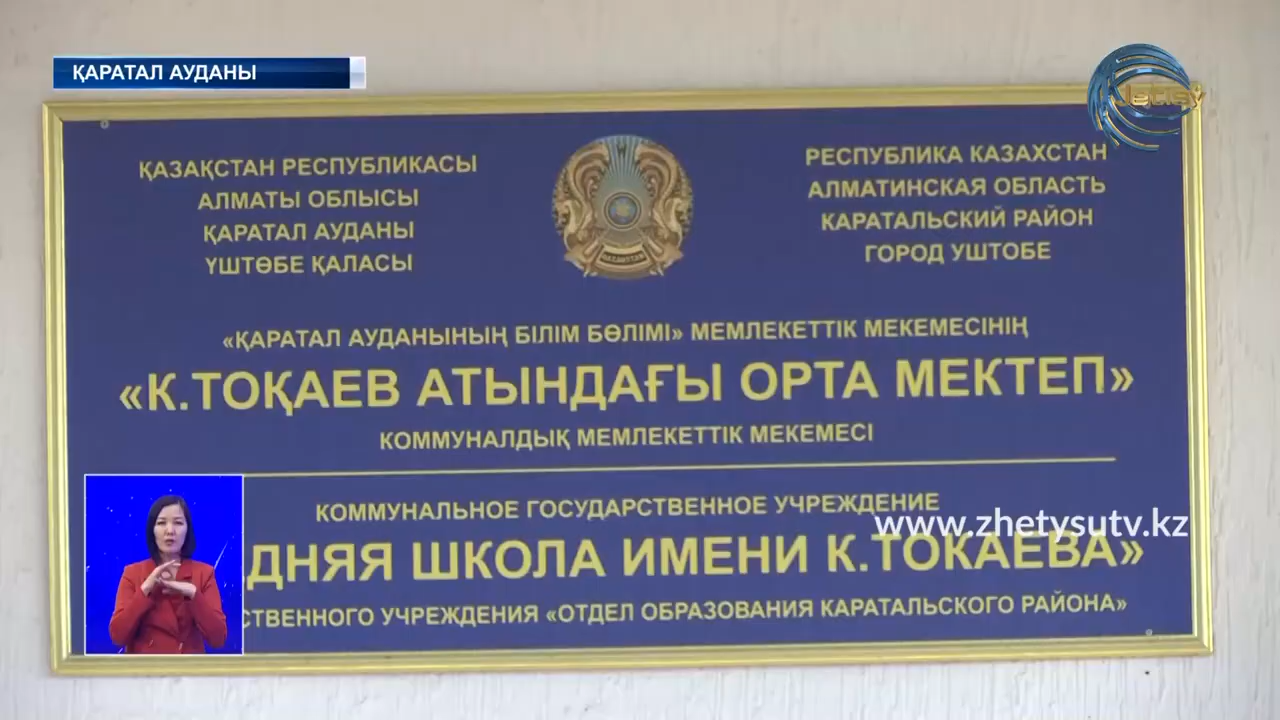 ҚАРАТАЛ АУДАНЫ
Jetisy
ҚАЗАҚСТАН РЕСПУБЛИКАСЫ
АЛМАТЫ ОБЛЫСЫ
ҚАРАТАЛ АУДАНЫ
ҮШТӨБЕ ҚАЛАСЫ
РЕСПУБЛИКА КАЗАХСТАН
АЛМАТИНСКАЯ ОБЛАСТЬ
КАРАТАЛЬСКИЙ РАЙОН
ГОРОД УШТОБЕ
«ҚАРАТАЛ АУДАНЫНЫҢ БІЛІМ БӨЛІМІ» МЕМЛЕКЕТТІК МЕКЕМЕСІНІҢ
«К.ТОҚАЕВ АТЫНДАҒЫ ОРТА МЕКТЕП»
КОММУНАЛДЫҚ МЕМЛЕКЕТТІК МЕКЕМЕСІ
КОММУНАЛЬНОЕ ГОСУДАРСТВЕННОЕ УЧРЕЖДЕНИЕ
www.zhetysutv.kz
ДНЯЯ ШКОЛА ИМЕНИ К.ТОКАЕВА»
СТВЕННОГО УЧРЕЖДЕНИЯ «ОТДЕЛ ОБРАЗОВАНИЯ КАРАТАЛЬСКОГО РАЙОНА»